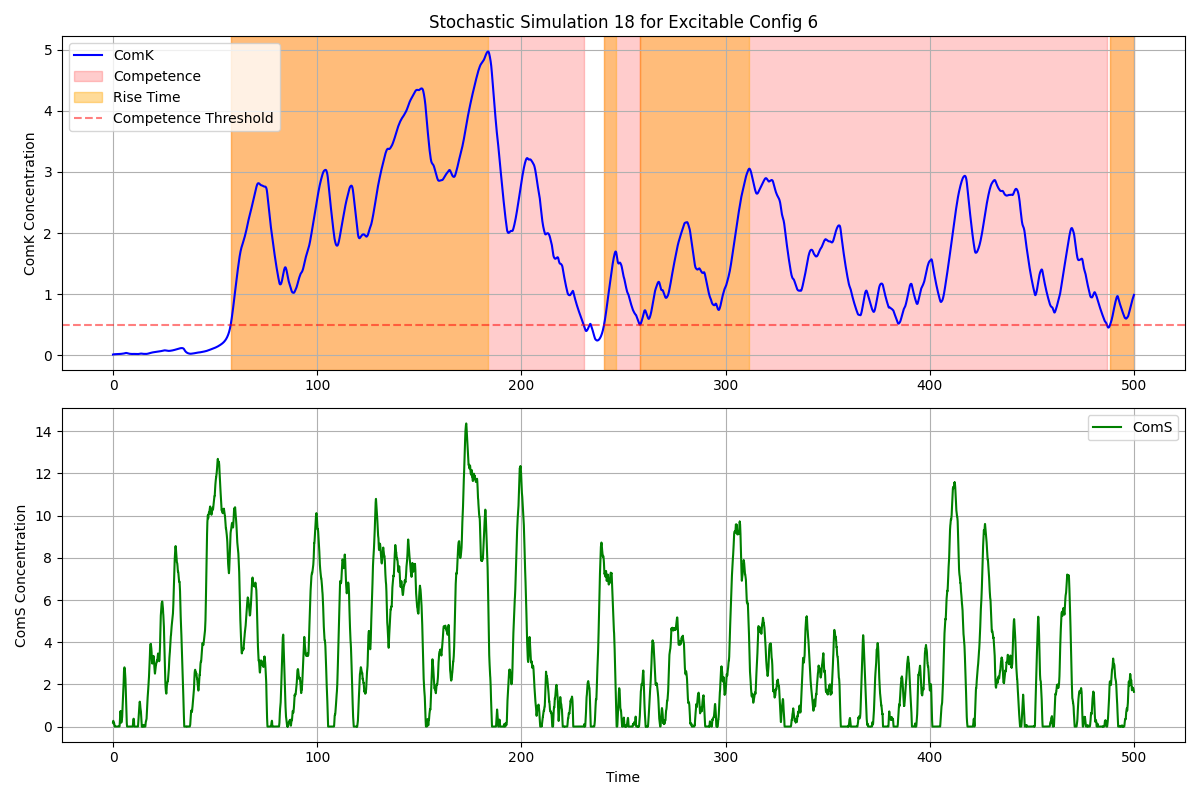 Stochastic Simulation 18 for Excitable Config 6
ComK Concentration
5
4
3
2
1
0
ComK
Competence
Rise Time
Competence Threshold
0 100 200 300 400 500
ComS Concentration
14
12
10
8
6
4
2
0
ComS
0 100 200 300 400 500
Time